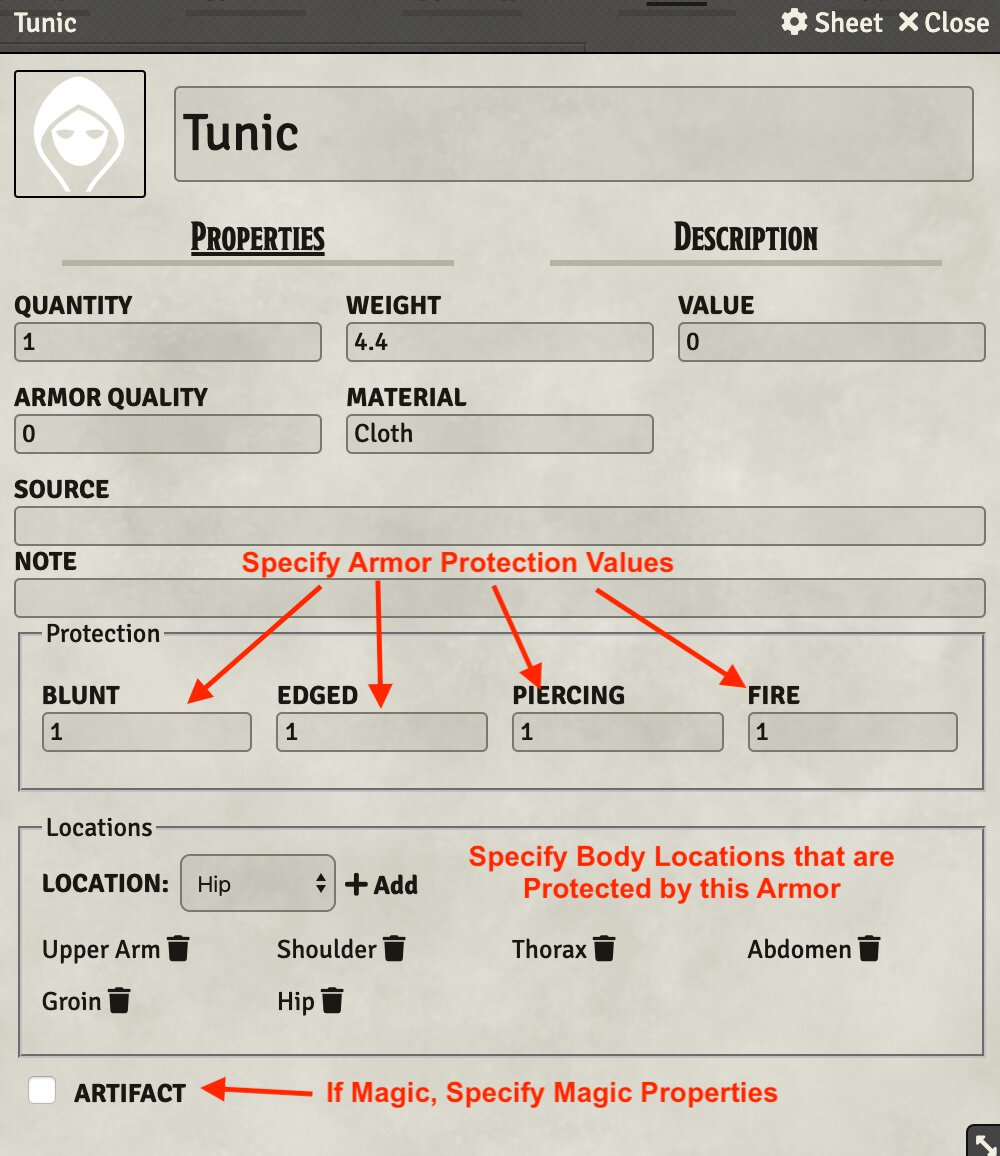 Tunic
Sheet Close
Tunic
PROPERTIES DESCRIPTION
QUANTITY WEIGHT VALUE
1 4.4 0
ARMOR QUALITY MATERIAL
0 Cloth
SOURCE
NOTE
Specify Armor Protection Values
Protection
BLUNT EDGED PIERCING FIRE
1 1 1 1
Locations
Specify Body Locations that are
Protected by this Armor
LOCATION: Hip Add
Upper Arm Shoulder Thorax Abdomen
Groin Hip
ARTIFACT If Magic, Specify Magic Properties